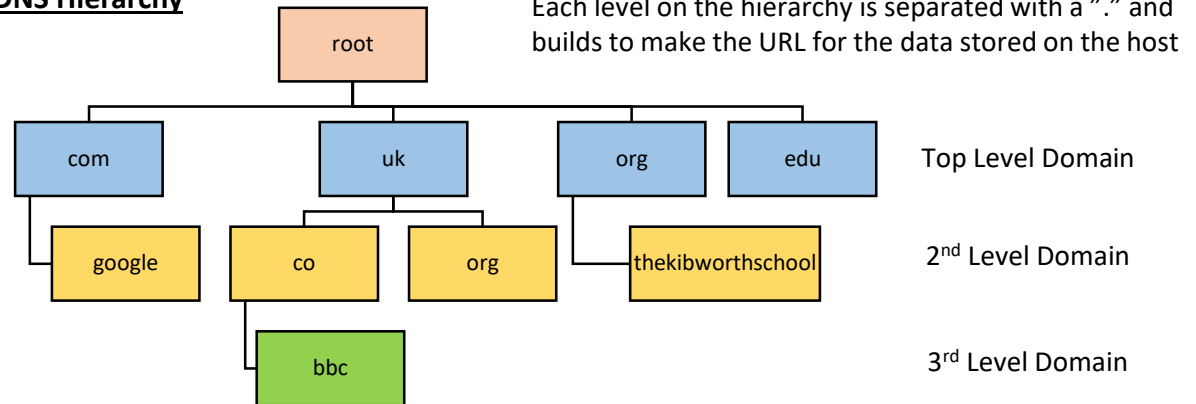 DNS Hierarchy
Each level on the hierarchy is separated with a "." and
builds to make the URL for the data stored on the host
root
com
uk
org
edu
Top Level Domain
google
co
org
thekibworthschool
2nd Level Domain
bbc
3rd Level Domain